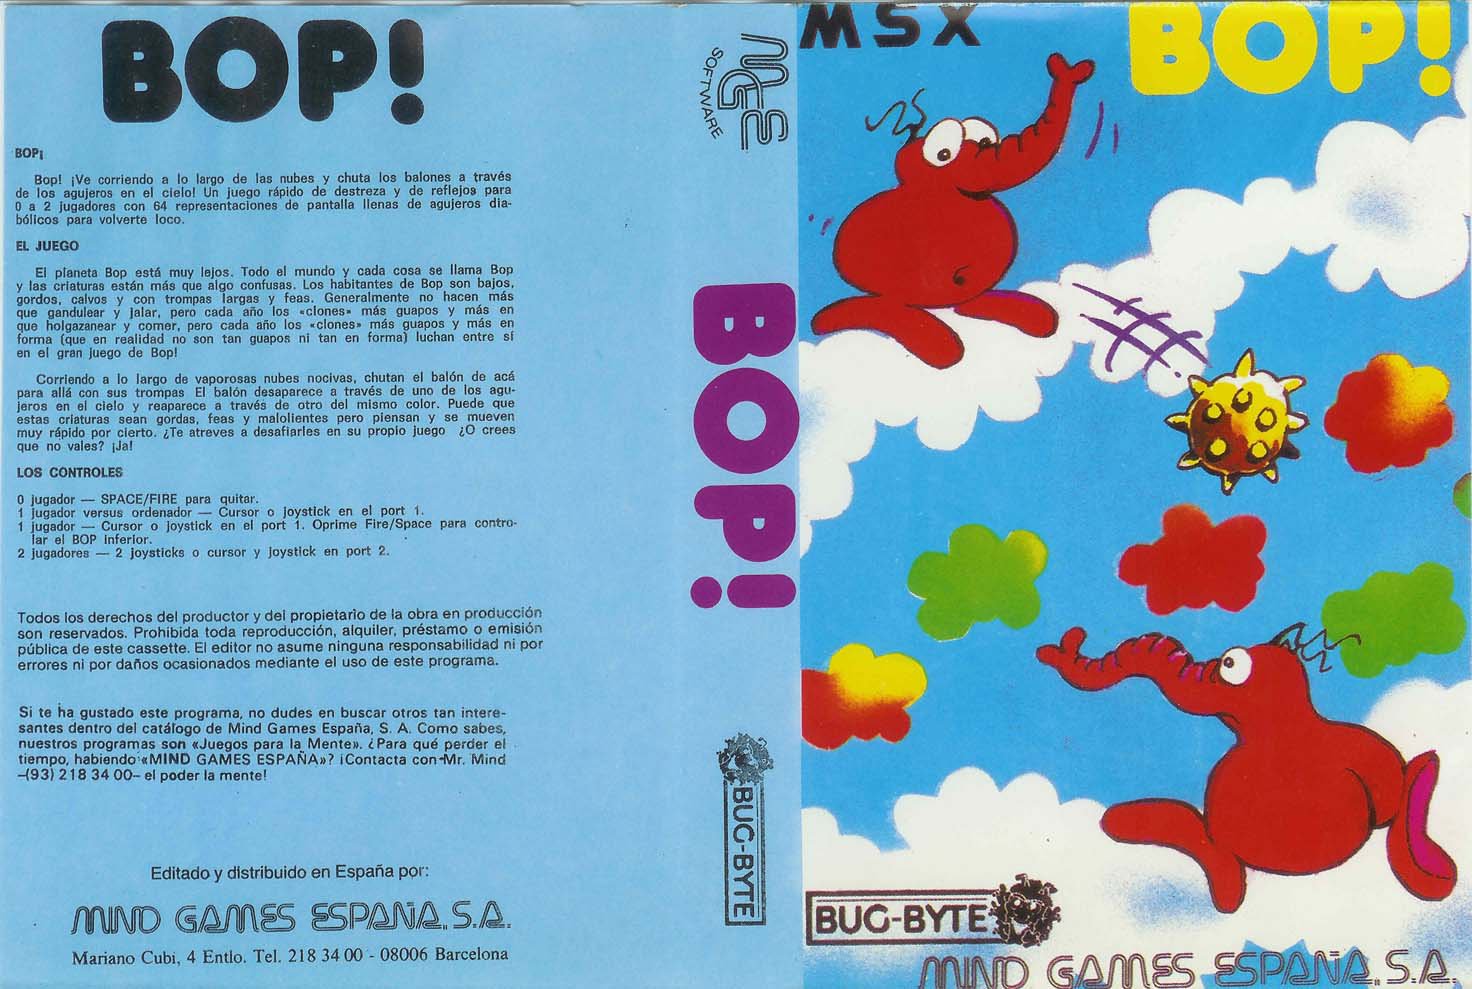 BOP!
BOP¡
Bop! ¡Ve corriendo a lo largo de las nubes y chuta los balones a través
de los agujeros en el cielo! Un juego rápido de destreza y de reflejos para
0 a 2 jugadores con 64 representaciones de pantalla llenas de agujeros dia-
bólicos para volverte loco.
EL JUEGO
El planeta Bop está muy lejos. Todo el mundo y cada cosa se llama Bop
y las criaturas están más que algo confusas. Los habitantes de Bop son bajos,
gordos, calvos y con trompas largas y feas. Generalmente no hacen más
que gandulear y jalar, pero cada año los «clones» más guapos y más en
que holgazanear y comer, pero cada año los «clones» más guapos y más en
forma (que en realidad no son tan guapos ni tan en forma) luchan entre sí
en el gran juego de Bop!
Corriendo a lo largo de vaporosas nubes nocivas, chutan el balón de acá
para allá con sus trompas El balón desaparece a través de uno de los agu-
jeros en el cielo y reaparece a través de otro del mismo color. Puede que
estas criaturas sean gordas, feas y malolientes pero piensan y se mueven
muy rápido por cierto. ¿Te atreves a desafiarles en su propio juego ¿O crees
que no vales? ¡Ja!
LOS CONTROLES
0 jugador — SPACE/FIRE para quitar.
1 jugador versus ordenador — Cursor o joystick en el port 1.
1 jugador — Cursor o joystick en el port 1. Oprime Fire/Space para contro-
lar el BOP inferior.
2 jugadores — 2 joysticks o cursor y joystick en port 2.
Todos los derechos del productor y del propietario de la obra en producción
son reservados. Prohibida toda reproducción, alquiler, préstamo o emisión
pública de este cassette. El editor no asume ninguna responsabilidad ni por
errores ni por daños ocasionados mediante el uso de este programa.
Si te ha gustado este programa, no dudes en buscar otros tan intere-
santes dentro del catálogo de Mind Games España, S. A. Como sabes,
nuestros programas son «Juegos para la Mente». ¿Para qué perder el
tiempo, habiendo «MIND GAMES ESPAÑA»? ¡Contacta con Mr. Mind
—(93) 218 34 00— el poder la mente!
Editado y distribuido en España por:
MIND GAMES ESPAÑA, S.A.
Mariano Cubi, 4 Entlo. Tel. 218 34 00 - 08006 Barcelona
MGE
SOFTWARE
BOP!
BUG-BYTE
MSX
BOP!
BUG-BYTE
MIND GAMES ESPAÑA, S.A.